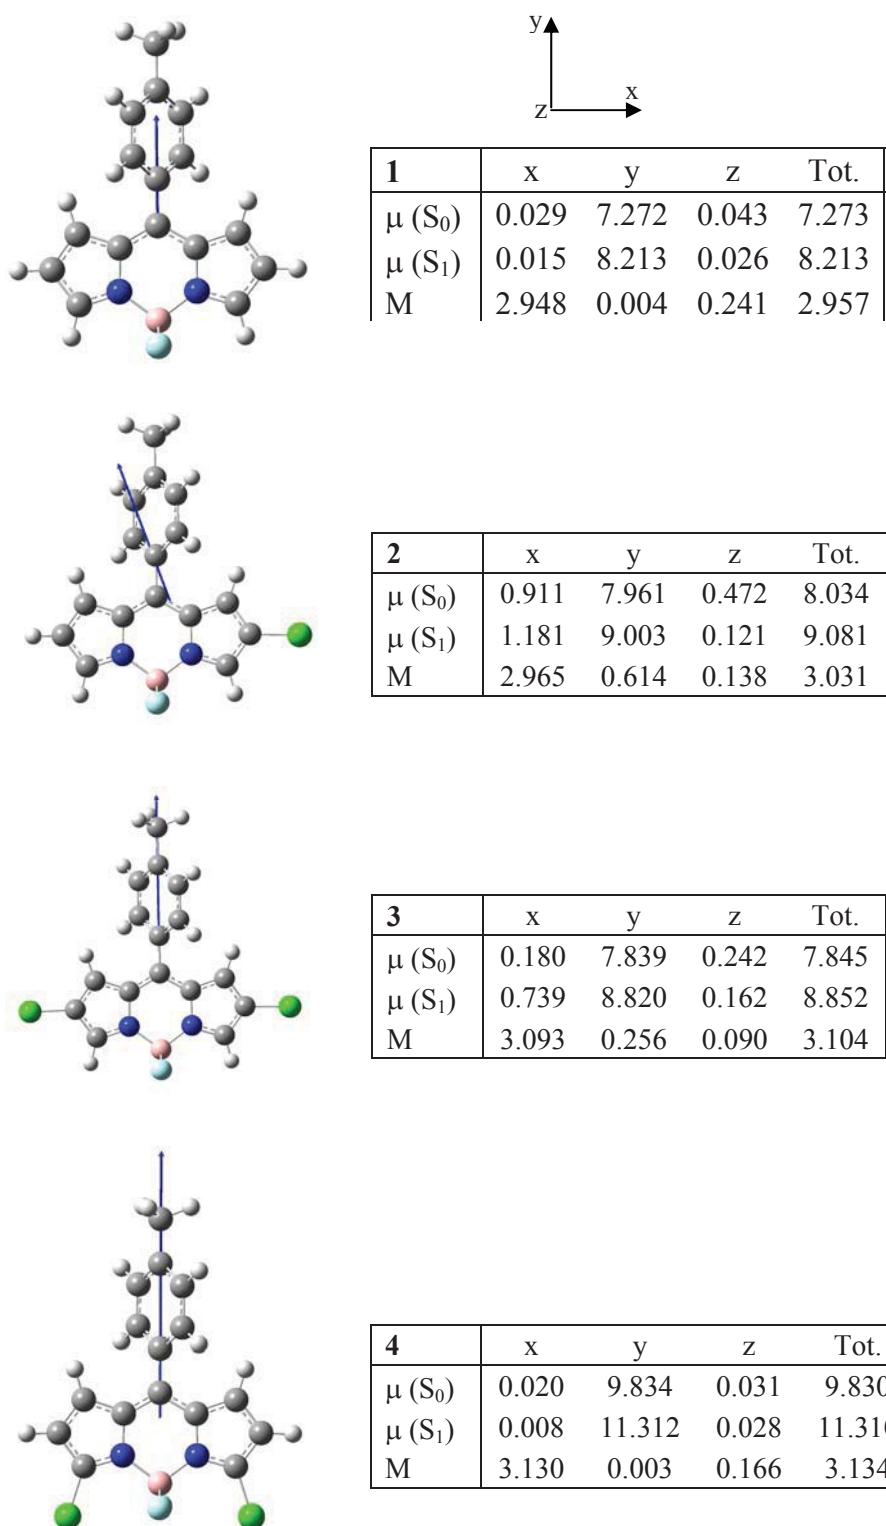 y
x
z
1 x y z Tot.
μ (S₀) 0.029 7.272 0.043 7.273
μ (S₁) 0.015 8.213 0.026 8.213
M 2.948 0.004 0.241 2.957
2 x y z Tot.
μ (S₀) 0.911 7.961 0.472 8.034
μ (S₁) 1.181 9.003 0.121 9.081
M 2.965 0.614 0.138 3.031
3 x y z Tot.
μ (S₀) 0.180 7.839 0.242 7.845
μ (S₁) 0.739 8.820 0.162 8.852
M 3.093 0.256 0.090 3.104
4 x y z Tot.
μ (S₀) 0.020 9.834 0.031 9.830
μ (S₁) 0.008 11.312 0.028 11.310
M 3.130 0.003 0.166 3.134